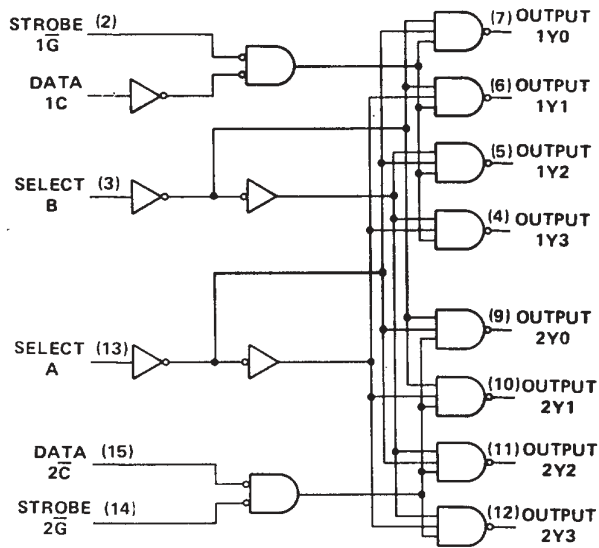 STROBE (2)
1G̅
DATA
1C
SELECT (3)
B
SELECT (13)
A
DATA (15)
2C̅
STROBE (14)
2G̅
(7) OUTPUT
1Y0
(6) OUTPUT
1Y1
(5) OUTPUT
1Y2
(4) OUTPUT
1Y3
(9) OUTPUT
2Y0
(10) OUTPUT
2Y1
(11) OUTPUT
2Y2
(12) OUTPUT
2Y3